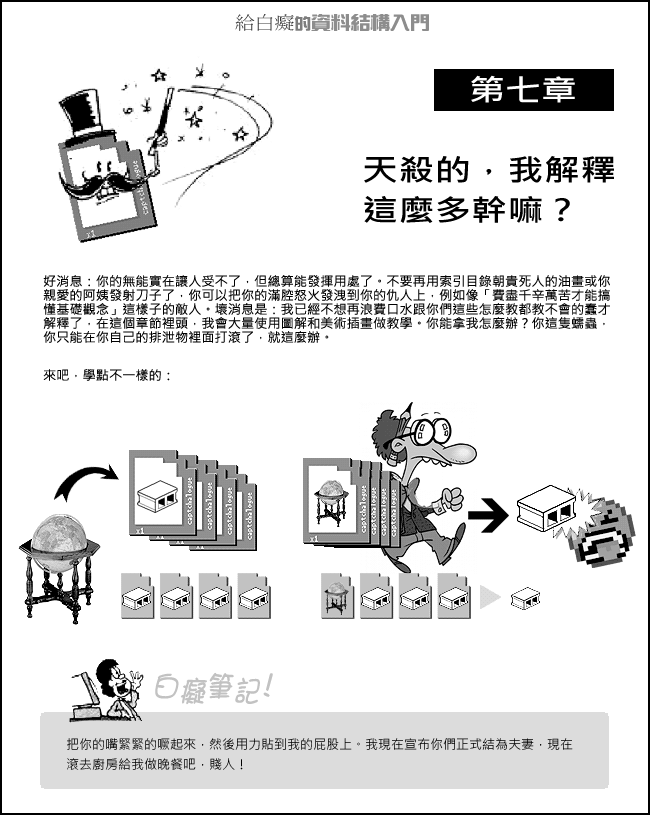 給白癡的資料結構入門
第七章
天殺的，我解釋
這麼多幹嘛？
好消息：你的無能實在讓人受不了，但總算能發揮用處了。不要再用索引目錄朝貴死人的油畫或你
親愛的阿姨發射刀子了，你可以把你的滿腔怒火發洩到你的仇人上，例如像「費盡千辛萬苦才能搞
懂基礎觀念」這樣子的敵人。壞消息是：我已經不想再浪費口水跟你們這些怎麼教都教不會的蠢才
解釋了，在這個章節裡頭，我會大量使用圖解和美術插畫做教學。你能拿我怎麼辦？你這隻蠕蟲，
你只能在你自己的排泄物裡面打滾了，就這麼辦。
來吧，學點不一樣的：
x1
captchalogue
captchalogue
captchalogue
captchalogue
x1
captchalogue
captchalogue
captchalogue
captchalogue
白癡筆記!
把你的嘴緊緊的噘起來，然後用力貼到我的屁股上。我現在宣布你們正式結為夫妻，現在
滾去廚房給我做晚餐吧，賤人！